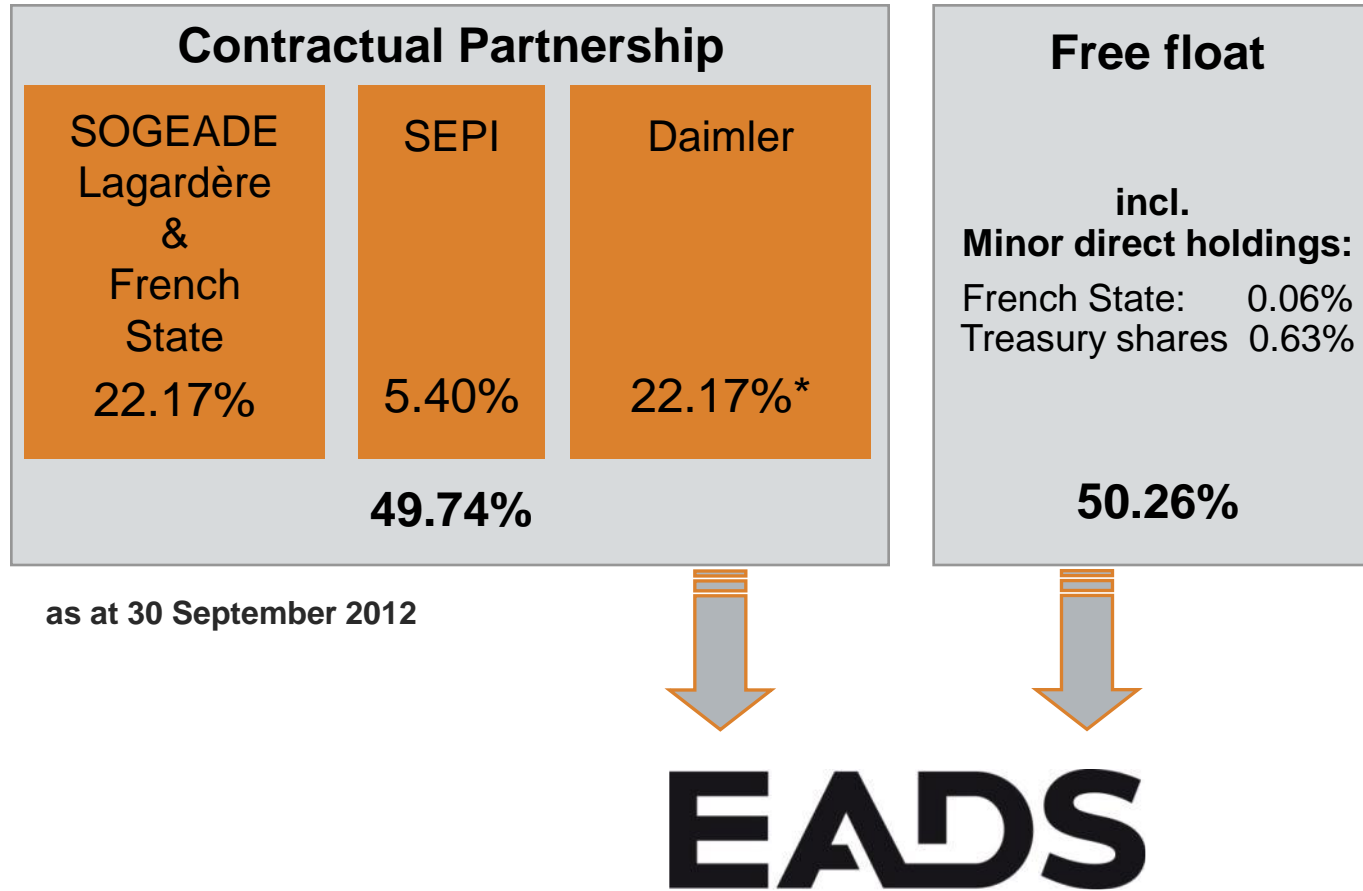 Contractual Partnership
SOGEADE
Lagardère
&
French
State
22.17%
SEPI
5.40%
Daimler
22.17%*
49.74%
Free float
incl.
Minor direct holdings:
French State: 0.06%
Treasury shares 0.63%
50.26%
as at 30 September 2012
EADS